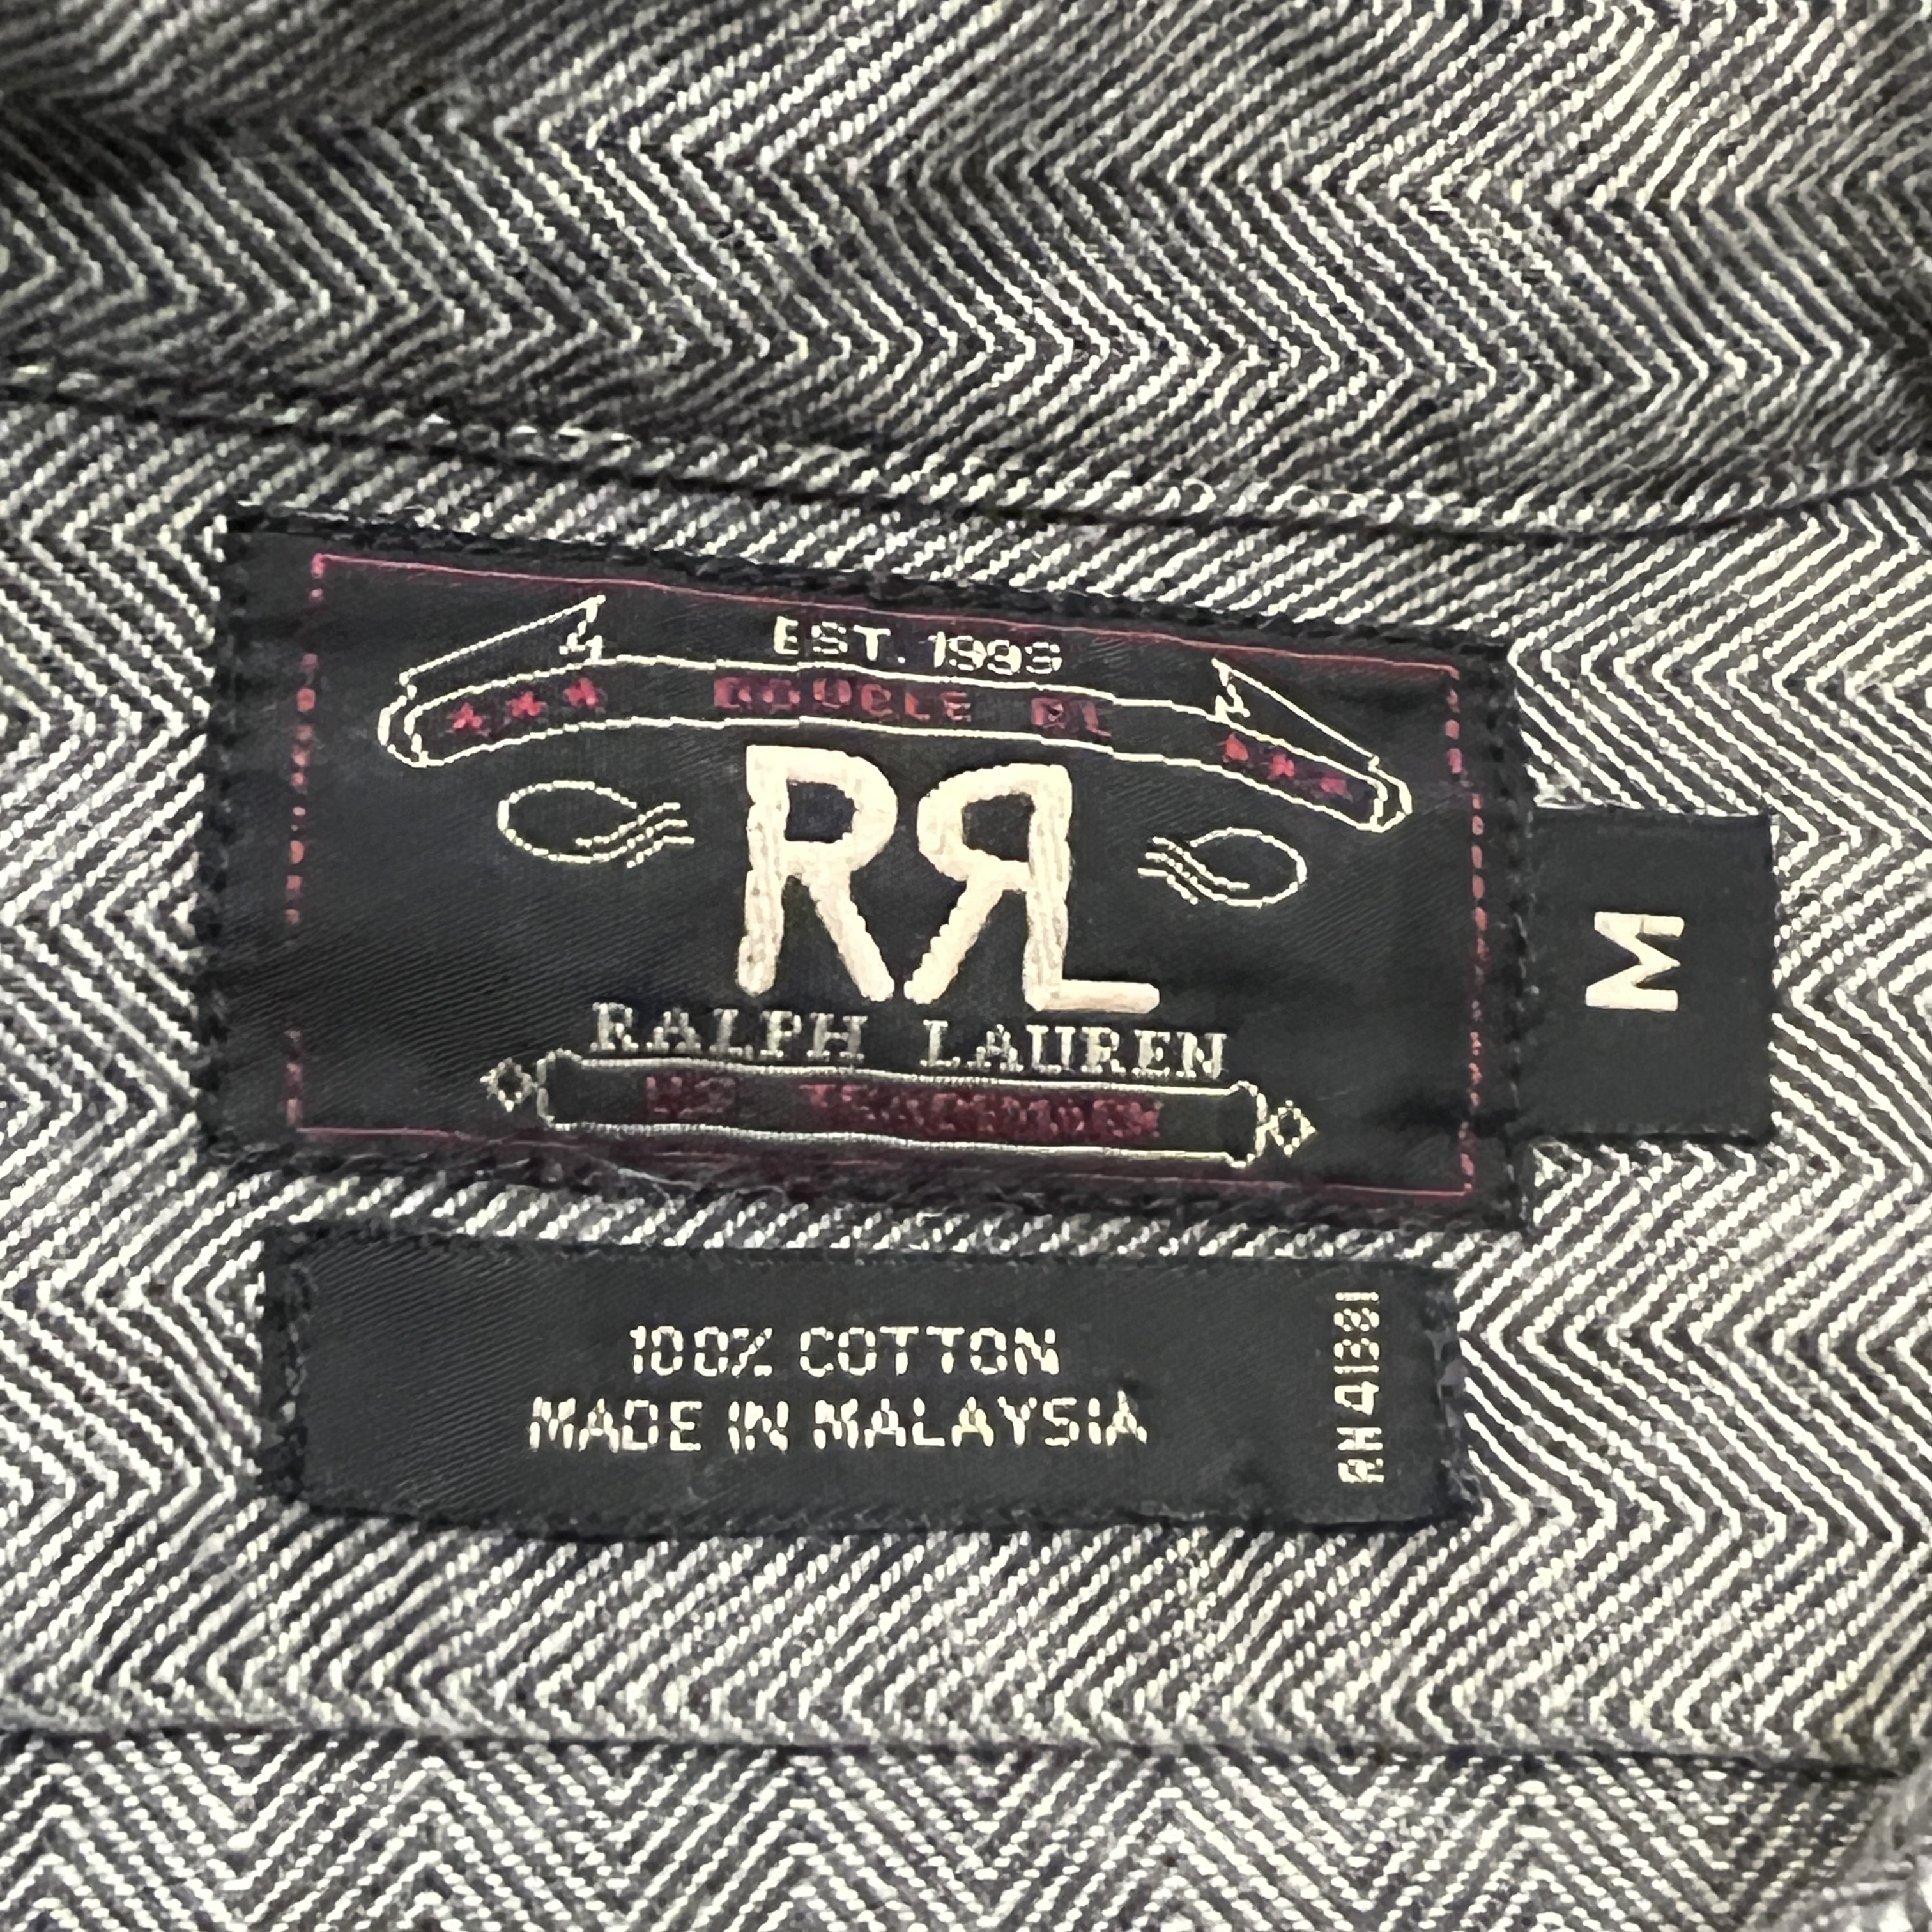 EST. 1993
*** DOUBLE RL ***
RRL
RALPH LAUREN
M
100% COTTON
MADE IN MALAYSIA
RN 41381